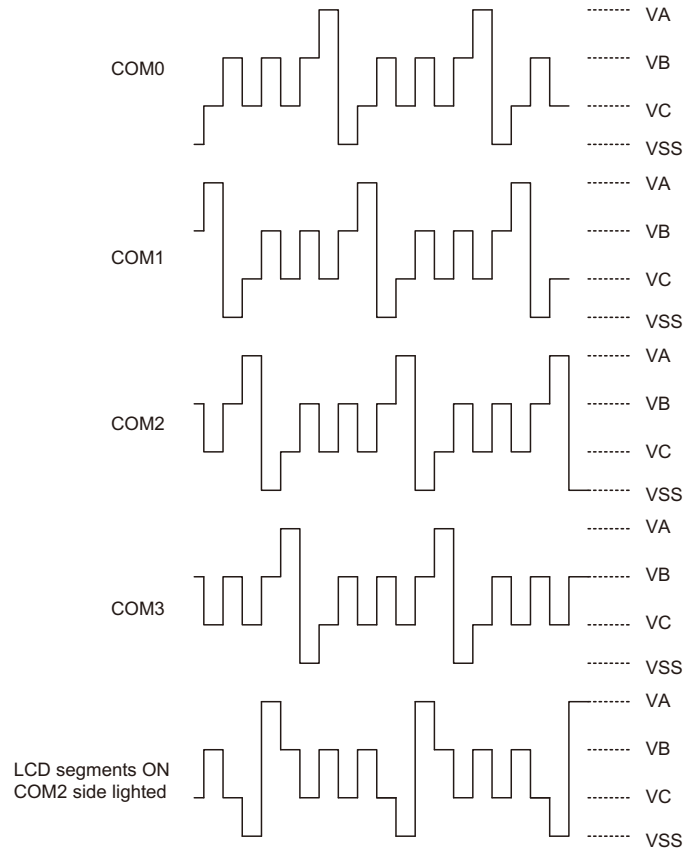 VA
COM0
VB
VC
VSS
VA
COM1
VB
VC
VSS
VA
COM2
VB
VC
VSS
VA
COM3
VB
VC
VSS
VA
VB
LCD segments ON
COM2 side lighted
VC
VSS